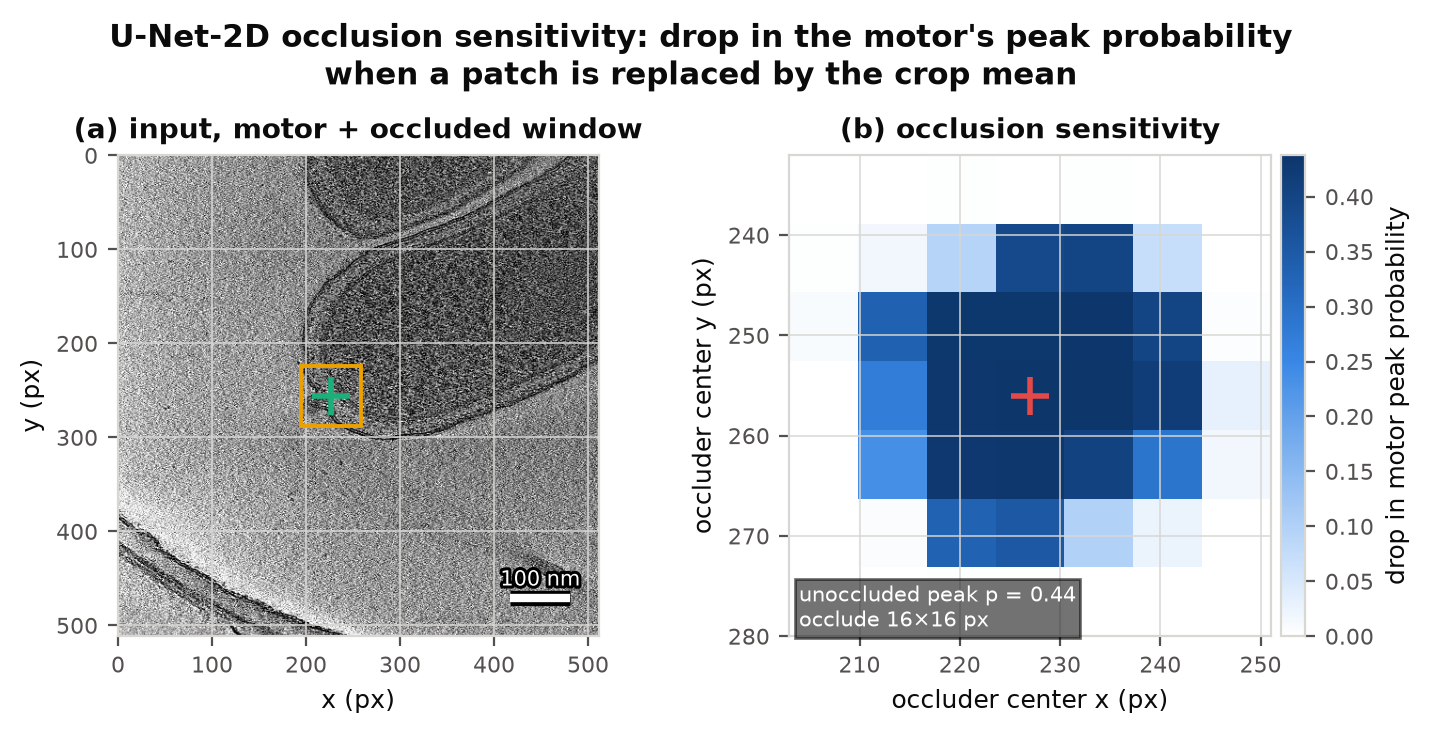 U-Net-2D occlusion sensitivity: drop in the motor's peak probability
when a patch is replaced by the crop mean
(a) input, motor + occluded window
0
100
200
300
400
500
y (px)
100 nm
0 100 200 300 400 500
x (px)
(b) occlusion sensitivity
240
250
260
270
280
occluder center y (px)
unoccluded peak p = 0.44
occlude 16×16 px
210 220 230 240 250
occluder center x (px)
0.40
0.35
0.30
0.25
0.20
0.15
0.10
0.05
0.00
drop in motor peak probability